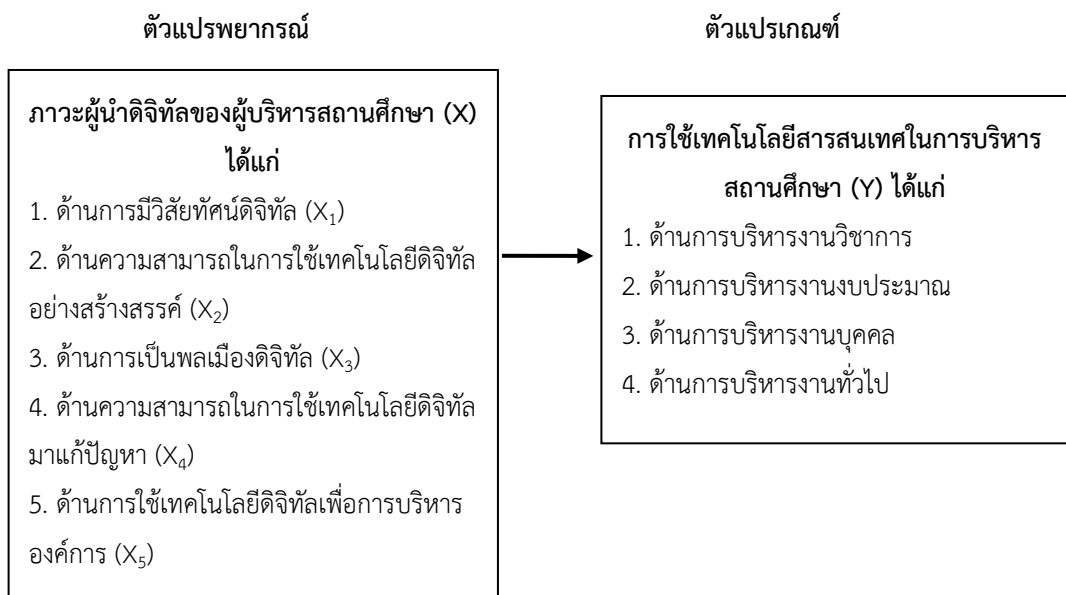 ตัวแปรพยากรณ์
ตัวแปรเกณฑ์
ภาวะผู้นำดิจิทัลของผู้บริหารสถานศึกษา (X)
ได้แก่
1. ด้านการมีวิสัยทัศน์ดิจิทัล (X₁)
2. ด้านความสามารถในการใช้เทคโนโลยีดิจิทัล
อย่างสร้างสรรค์ (X₂)
3. ด้านการเป็นพลเมืองดิจิทัล (X₃)
4. ด้านความสามารถในการใช้เทคโนโลยีดิจิทัล
มาแก้ปัญหา (X₄)
5. ด้านการใช้เทคโนโลยีดิจิทัลเพื่อการบริหาร
องค์การ (X₅)
การใช้เทคโนโลยีสารสนเทศในการบริหาร
สถานศึกษา (Y) ได้แก่
1. ด้านการบริหารงานวิชาการ
2. ด้านการบริหารงานงบประมาณ
3. ด้านการบริหารงานบุคคล
4. ด้านการบริหารงานทั่วไป